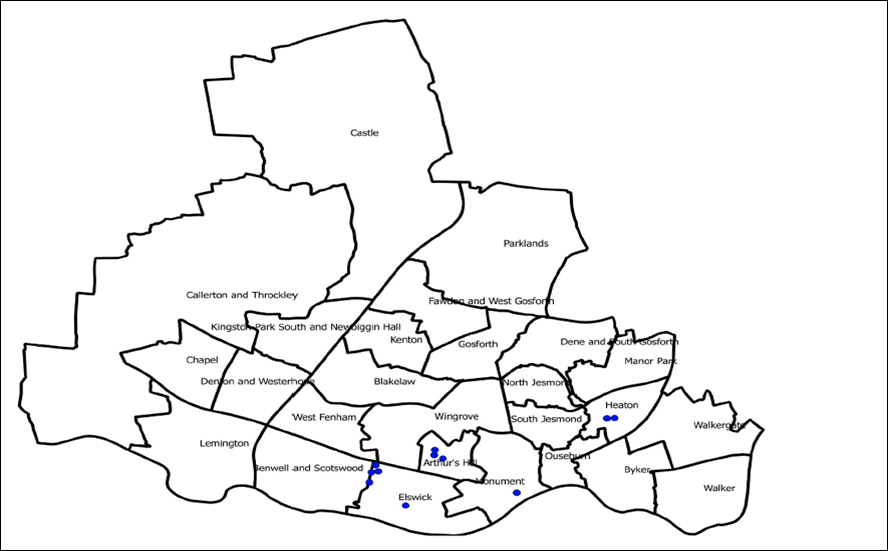 Castle
Parklands
Callerton and Throckley
Fawdon and West Gosforth
Kingston Park South and Newbiggin Hall
Kenton
Gosforth
Dene and South Gosforth
Chapel
Manor Park
Denton and Westerhope
Blakelaw
North Jesmond
Heaton
West Fenham
Wingrove
South Jesmond
Walkergate
Lemington
Ouseburn
Arthur's Hill
Benwell and Scotswood
Byker
Monument
Walker
Elswick